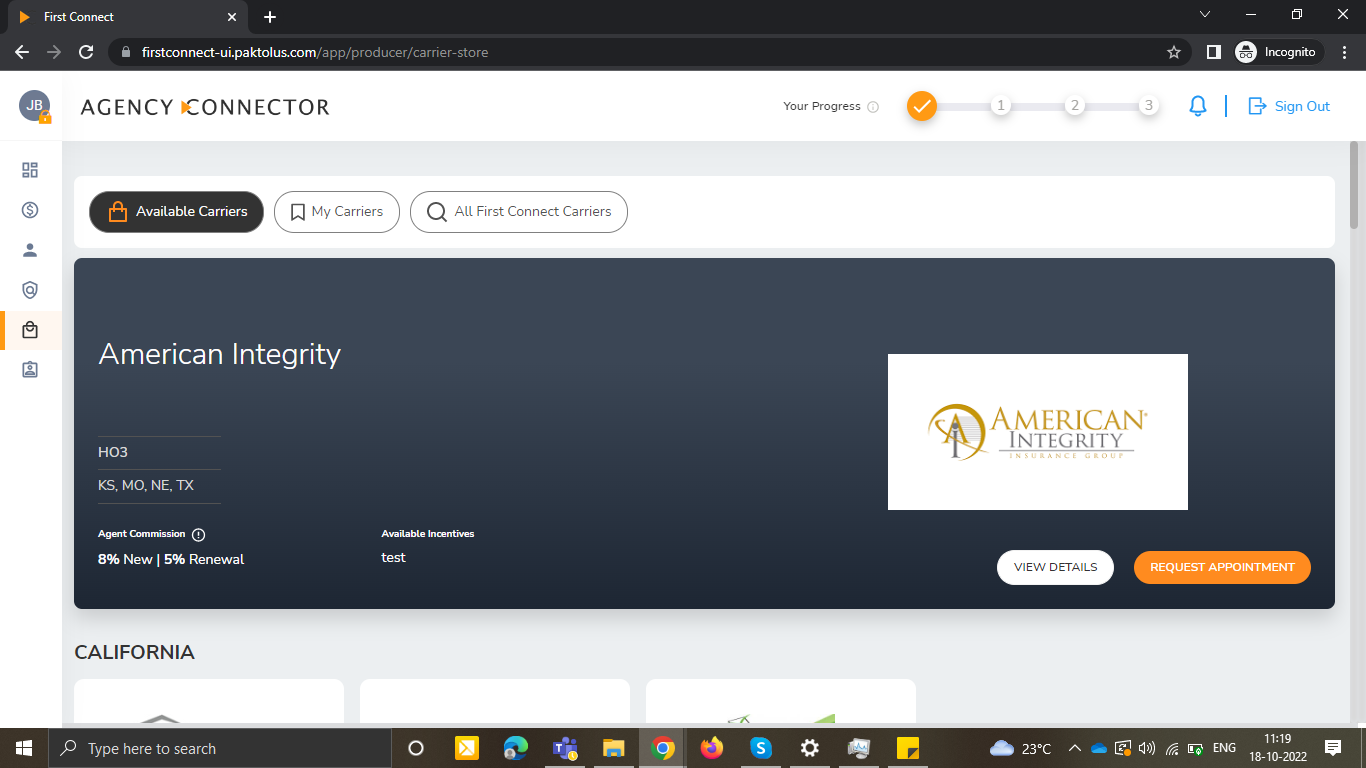 First Connect
firstconnect-ui.paktolus.com/app/producer/carrier-store
Incognito
JB
AGENCY CONNECTOR
Your Progress
1
2
3
Sign Out
Available Carriers
My Carriers
All First Connect Carriers
American Integrity
HO3
KS, MO, NE, TX
Agent Commission
8% New | 5% Renewal
Available Incentives
test
AMERICAN
INTEGRITY
INSURANCE GROUP
VIEW DETAILS
REQUEST APPOINTMENT
CALIFORNIA
Type here to search
23°C
ENG
11:19
18-10-2022